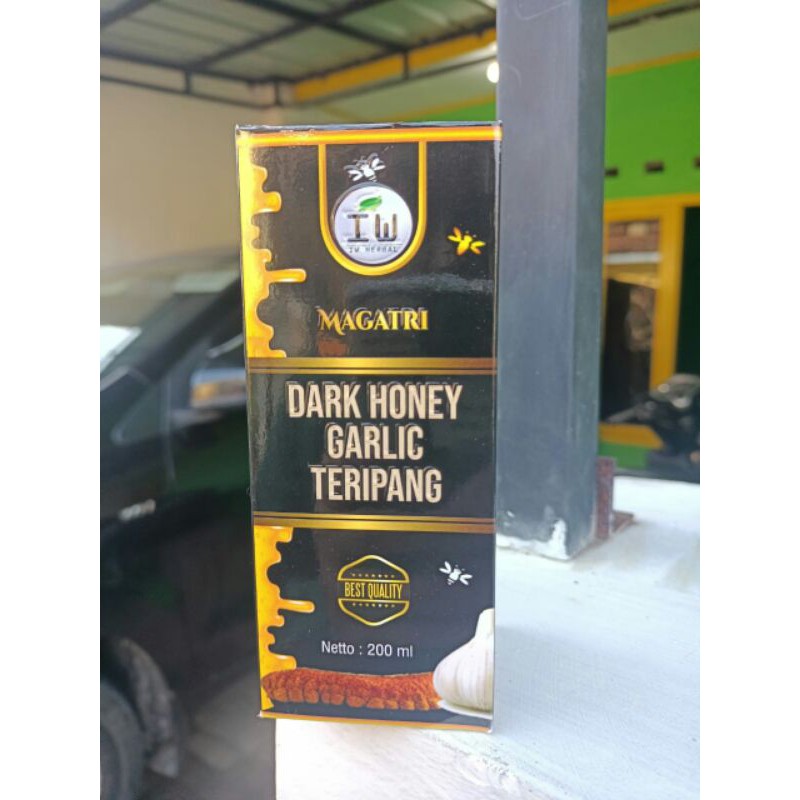 IW
IW HERBAL
MAGATRI
DARK HONEY
GARLIC
TERIPANG
BEST QUALITY
Netto : 200 ml